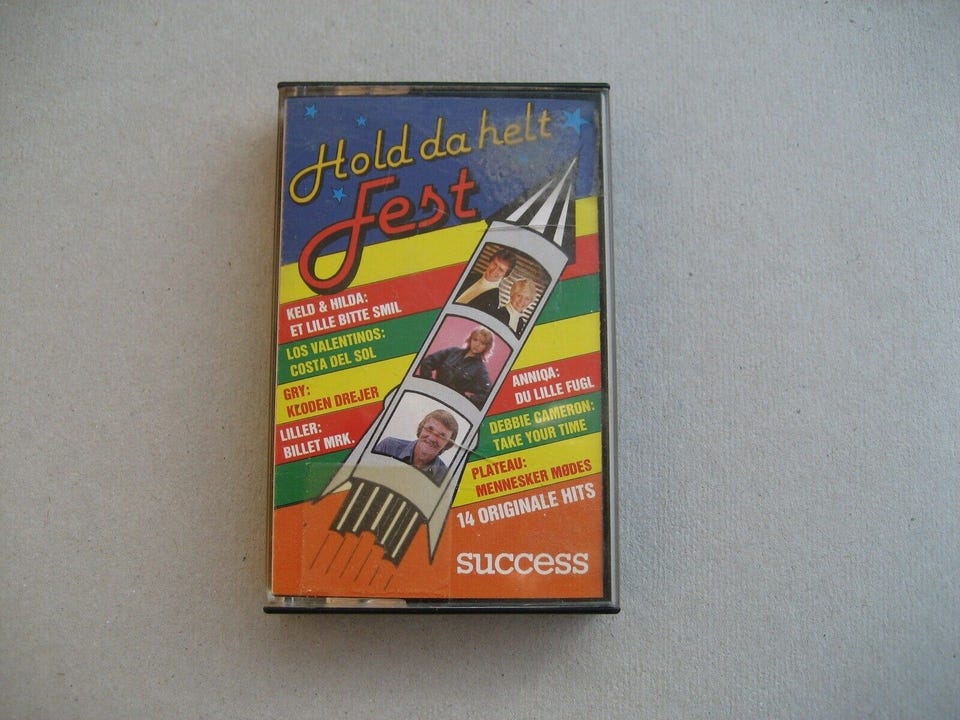 Hold da helt
Fest
KELD & HILDA:
ET LILLE BITTE SMIL
LOS VALENTINOS:
COSTA DEL SOL
GRY:
KLODEN DREJER
LILLER:
BILLET MRK.
ANNIQA:
DU LILLE FUGL
DEBBIE CAMERON:
TAKE YOUR TIME
PLATEAU:
MENNESKER MØDES
14 ORIGINALE HITS
success